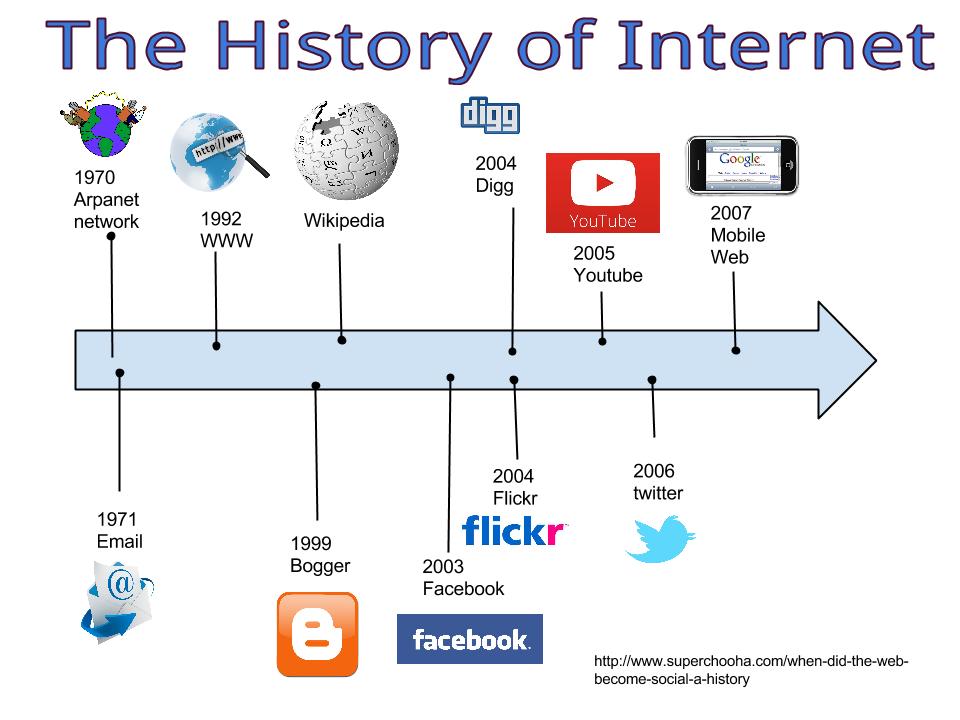 The History of Internet
digg
http://www
1970
Arpanet
network
1992
WWW
Wikipedia
2004
Digg
YouTube
2005
Youtube
Google
2007
Mobile
Web
1971
Email
@
1999
Bogger
2003
Facebook
facebook.
2004
Flickr
flickr
2006
twitter
http://www.superchooha.com/when-did-the-web-
become-social-a-history